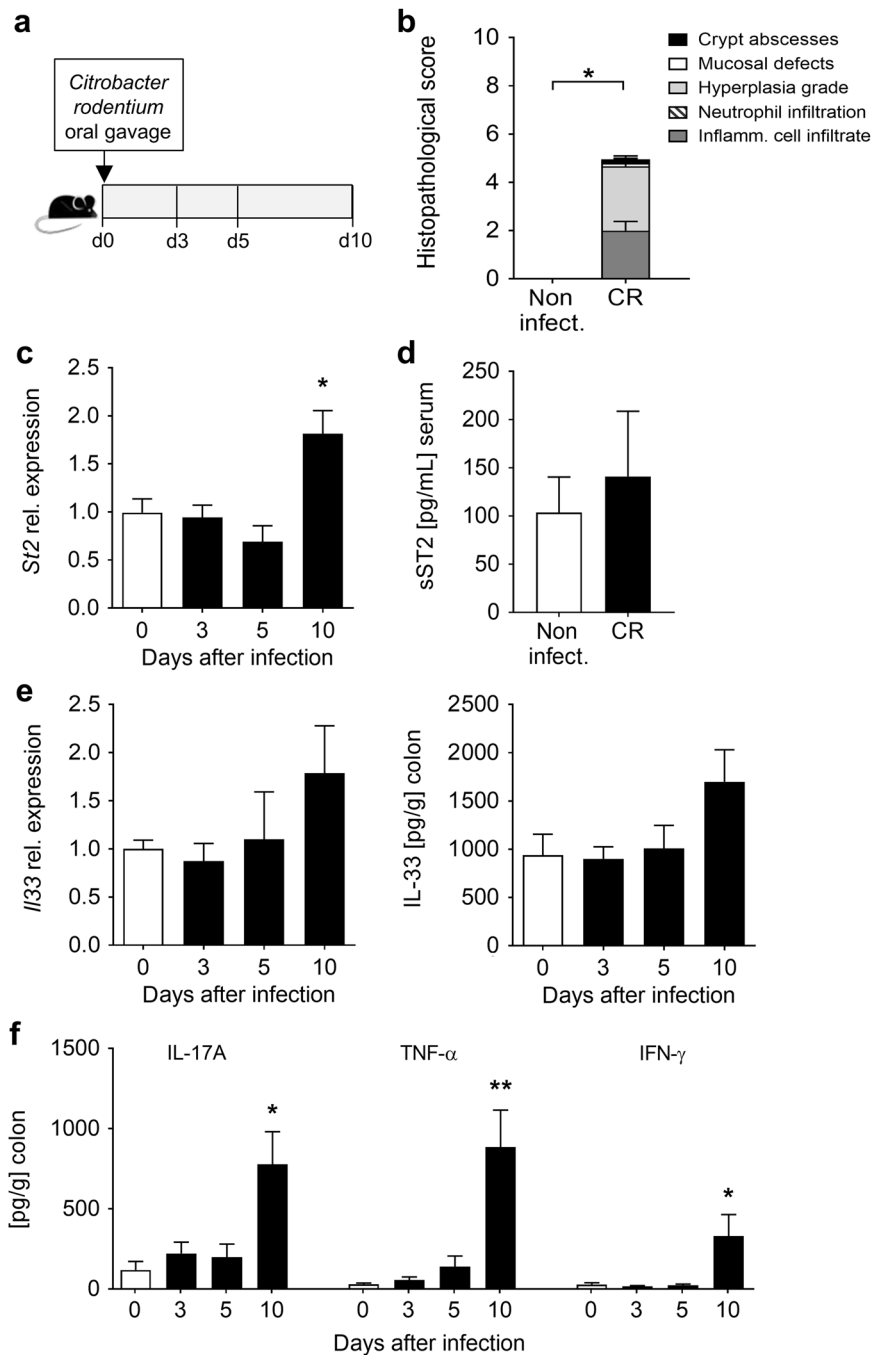 a
Citrobacter
rodentium
oral gavage
d0
d3
d5
d10
b
Histopathological score
10
8
6
4
2
0
*
Non
infect.
CR
Crypt abscesses
Mucosal defects
Hyperplasia grade
Neutrophil infiltration
Inflamm. cell infiltrate
c
St2 rel. expression
2.5
2.0
1.5
1.0
0.5
0.0
*
0 3 5 10
Days after infection
d
sST2 [pg/mL] serum
250
200
150
100
50
0
Non
infect.
CR
e
Il33 rel. expression
2.5
2.0
1.5
1.0
0.5
0.0
0 3 5 10
Days after infection
IL-33 [pg/g] colon
2500
2000
1500
1000
500
0
0 3 5 10
Days after infection
f
[pg/g] colon
1500
1000
500
0
IL-17A
TNF-α
IFN-γ
*
**
*
0 3 5 10
0 3 5 10
0 3 5 10
Days after infection